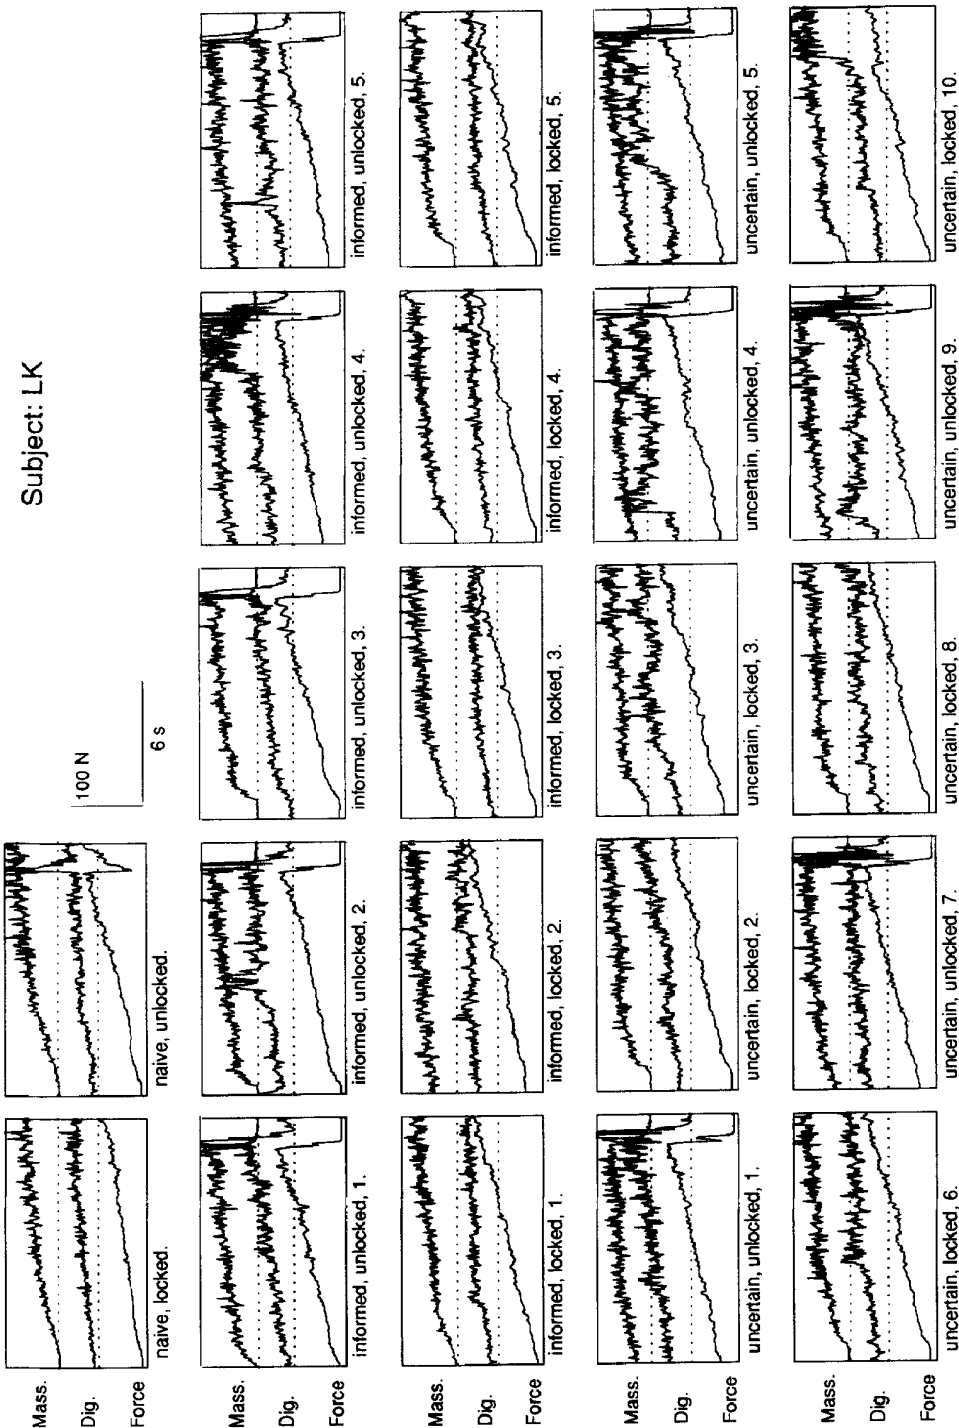 Subject: LK
Mass.
Dig.
Force
naive, locked.
naive, unlocked.
100 N
6 s
Mass.
Dig.
Force
informed, unlocked, 1.
informed, unlocked, 2.
informed, unlocked, 3.
informed, unlocked, 4.
informed, unlocked, 5.
Mass.
Dig.
Force
informed, locked, 1.
informed, locked, 2.
informed, locked, 3.
informed, locked, 4.
informed, locked, 5.
Mass.
Dig.
Force
uncertain, unlocked, 1.
uncertain, locked, 2
uncertain, locked, 3.
uncertain, unlocked, 4.
uncertain, unlocked, 5.
Mass.
Dig.
Force
uncertain, locked, 6.
uncertain, unlocked, 7.
uncertain, locked, 8.
uncertain, unlocked, 9.
uncertain, locked, 10.